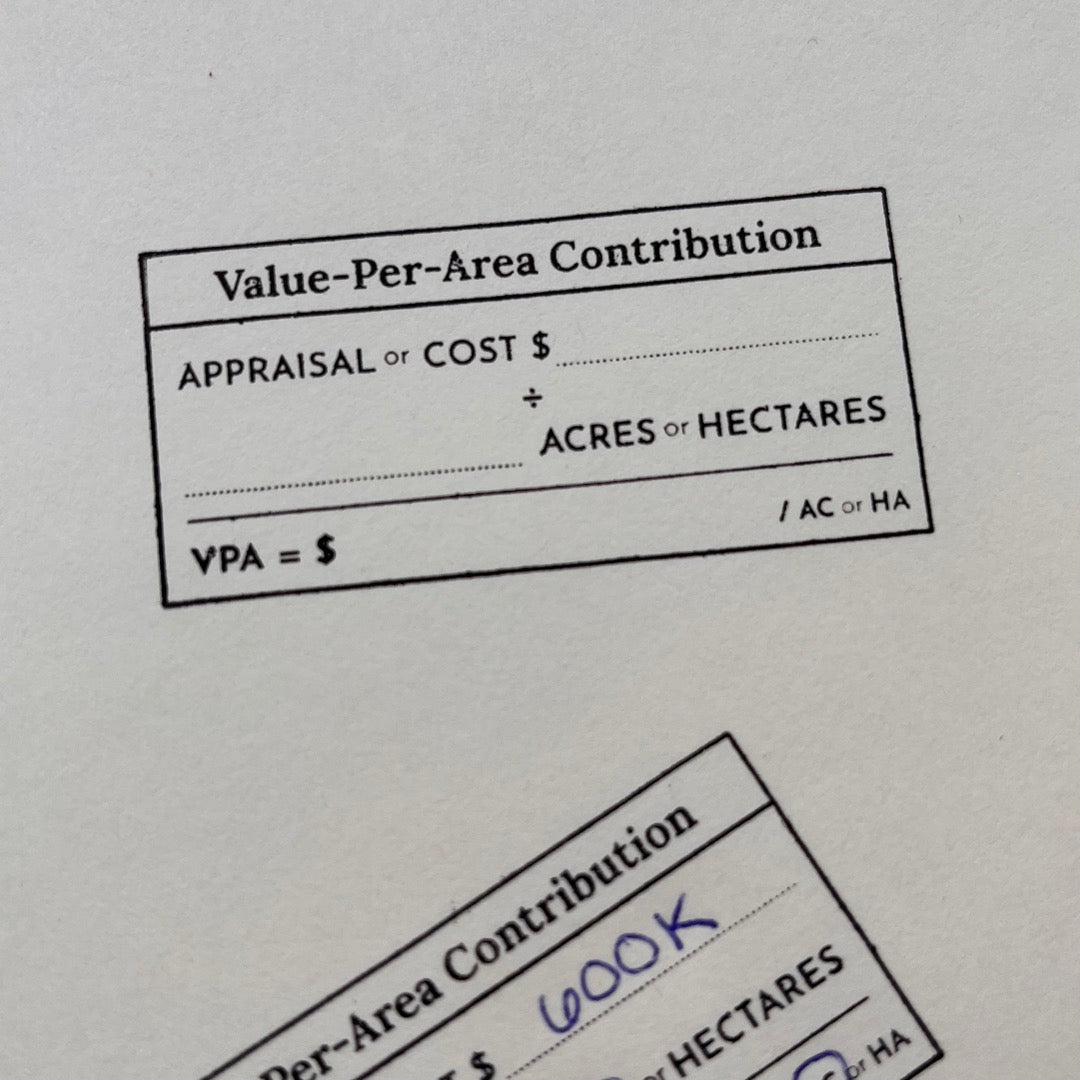 Value-Per-Area Contribution
APPRAISAL or COST $
÷
ACRES or HECTARES
VPA = $ / AC or HA
Per-Area Contribution
$ 600K
or HECTARES
or HA